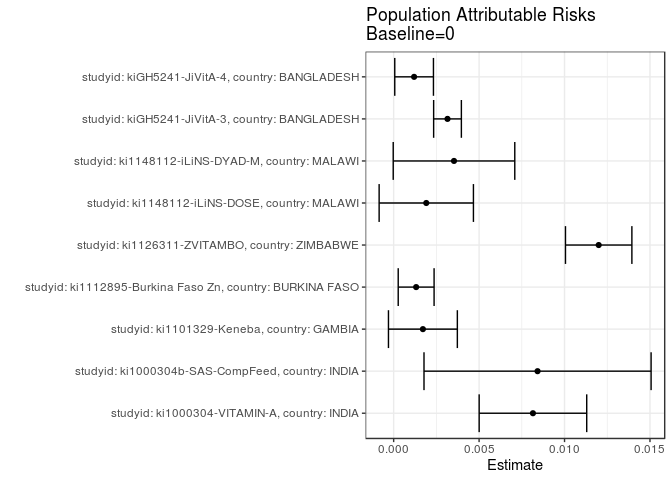 Population Attributable Risks
Baseline=0
studyid: kiGH5241-JiVitA-4, country: BANGLADESH
studyid: kiGH5241-JiVitA-3, country: BANGLADESH
studyid: ki1148112-iLiNS-DYAD-M, country: MALAWI
studyid: ki1148112-iLiNS-DOSE, country: MALAWI
studyid: ki1126311-ZVITAMBO, country: ZIMBABWE
studyid: ki1112895-Burkina Faso Zn, country: BURKINA FASO
studyid: ki1101329-Keneba, country: GAMBIA
studyid: ki1000304b-SAS-CompFeed, country: INDIA
studyid: ki1000304-VITAMIN-A, country: INDIA
0.000 0.005 0.010 0.015
Estimate